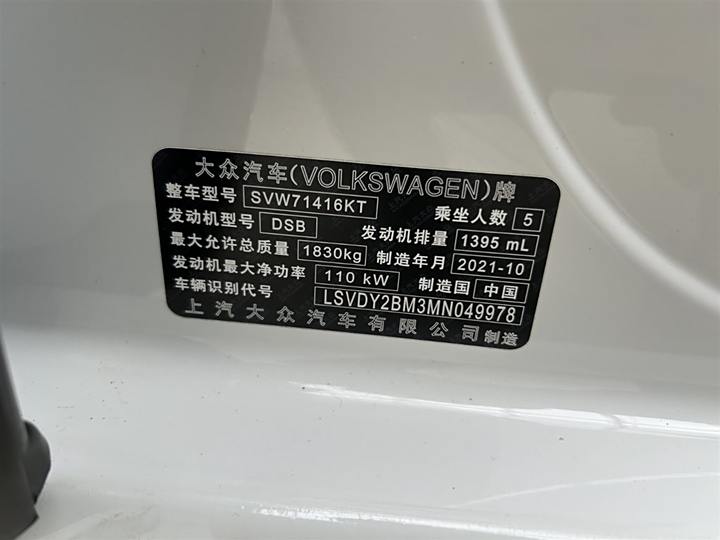 大众汽车(VOLKSWAGEN)牌
整车型号 SVW71416KT 乘坐人数 5
发动机型号 DSB 发动机排量 1395 mL
最大允许总质量 1830kg 制造年月 2021-10
发动机最大净功率 110 kW 制造国 中国
车辆识别代号 LSVDY2BM3MN049978
上汽大众汽车有限公司制造